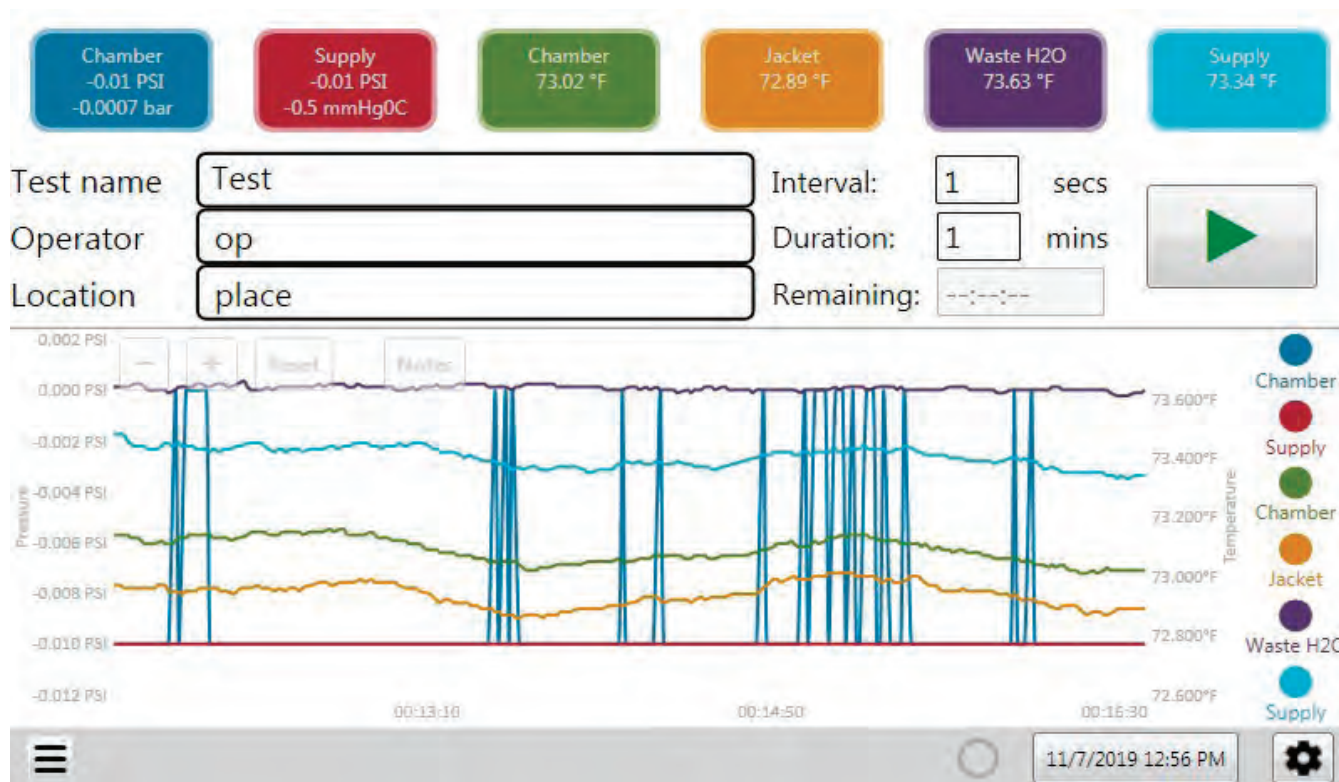 Chamber
-0.01 PSI
-0.0007 bar
Supply
-0.01 PSI
-0.5 mmHg0C
Chamber
73.02 °F
Jacket
72.89 °F
Waste H2O
73.63 °F
Supply
73.34 °F
Test name
Test
Interval:
1
secs
Operator
op
Duration:
1
mins
Location
place
Remaining:
--:--:--
0.002 PSI
0.000 PSI
-0.002 PSI
-0.004 PSI
-0.006 PSI
-0.008 PSI
-0.010 PSI
-0.012 PSI
Pressure
−
+
Reset
Notes
00:13:10
00:14:50
00:16:30
73.600°F
73.400°F
73.200°F
73.000°F
72.800°F
72.600°F
Temperature
Chamber
Supply
Chamber
Jacket
Waste H2O
Supply
11/7/2019 12:56 PM